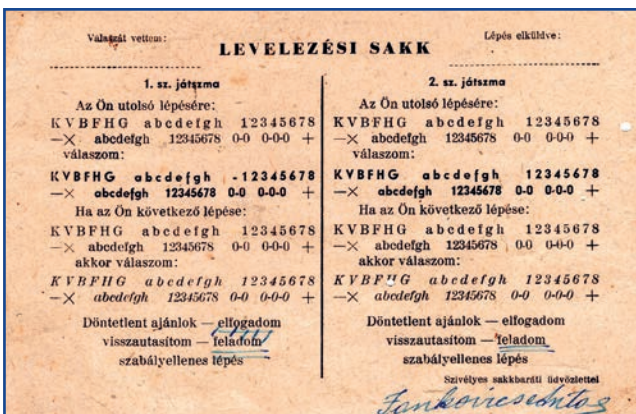 Válaszát vettem:
Lépés elküldve:
LEVELEZÉSI SAKK
1. sz. játszma
Az Ön utolsó lépésére:
KVBFHG abcdefgh 12345678
—× abcdefgh 12345678 0-0 0-0-0 +
válaszom:
KVBFHG abcdefgh -12345678
—× abcdefgh 12345678 0-0 0-0-0 +
Ha az Ön következő lépése:
KVBFHG abcdefgh 12345678
—× abcdefgh 12345678 0-0 0-0-0 +
akkor válaszom:
KVBFHG abcdefgh 12345678
—× abcdefgh 12345678 0-0 0-0-0 +
Döntetlent ajánlok — elfogadom
visszautasítom — feladom
szabályellenes lépés
2. sz. játszma
Az Ön utolsó lépésére:
KVBFHG abcdefgh 12345678
—× abcdefgh 12345678 0-0 0-0-0 +
válaszom:
KVBFHG abcdefgh 12345678
—× abcdefgh 12345678 0-0 0-0-0 +
Ha az Ön következő lépése:
KVBFHG abcdefgh 12345678
—× abcdefgh 12345678 0-0 0-0-0 +
akkor válaszom:
KVBFHG abcdefgh 12345678
—× abcdefgh 12345678 0-0 0-0-0 +
Döntetlent ajánlok — elfogadom
visszautasítom — feladom
szabályellenes lépés
Szívélyes sakkbaráti üdvözlettel